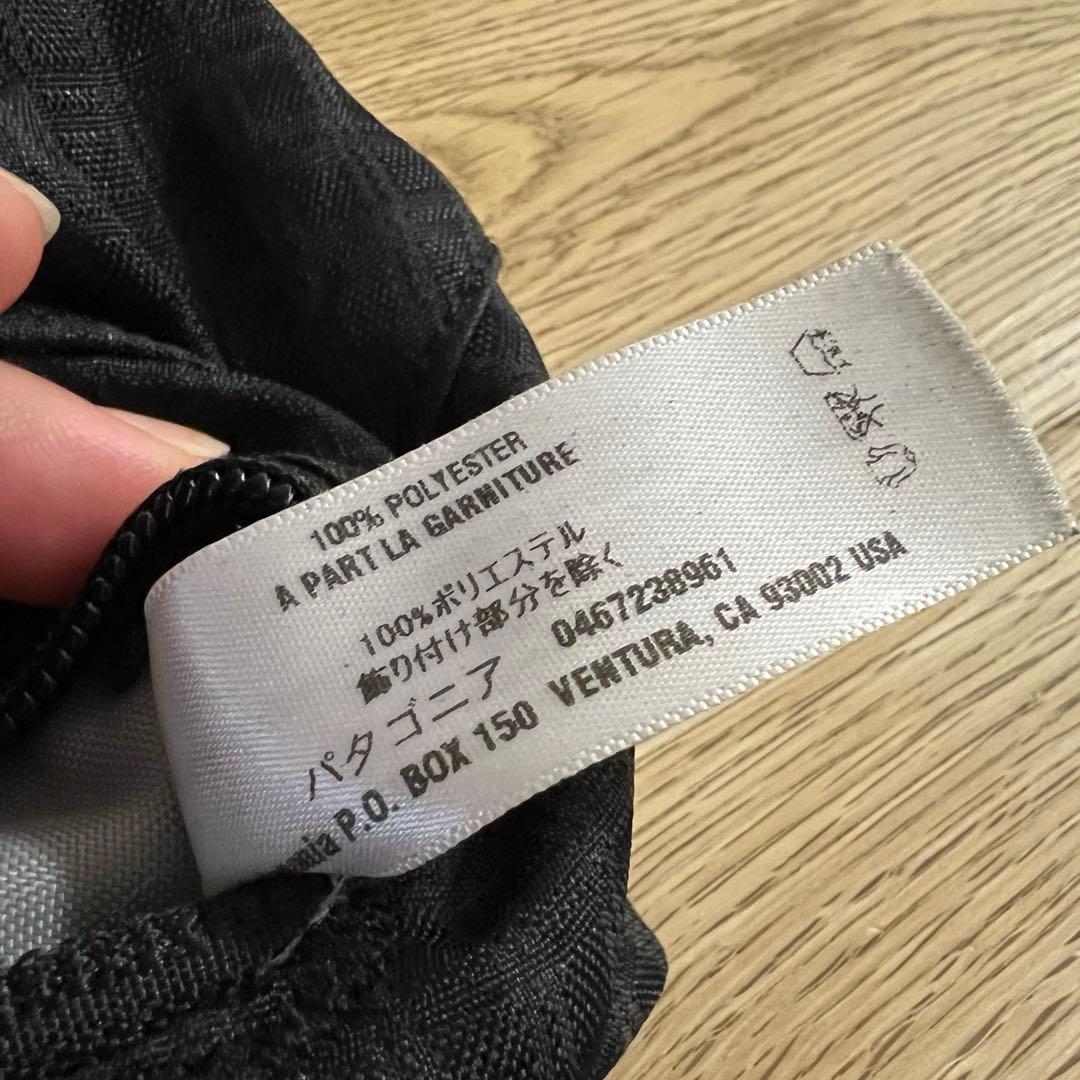 100% POLYESTER
A PART LA GARNITURE
100%ポリエステル
飾り付け部分を除く
パタゴニア 0467238961
P.O. BOX 150 VENTURA, CA 93002 USA